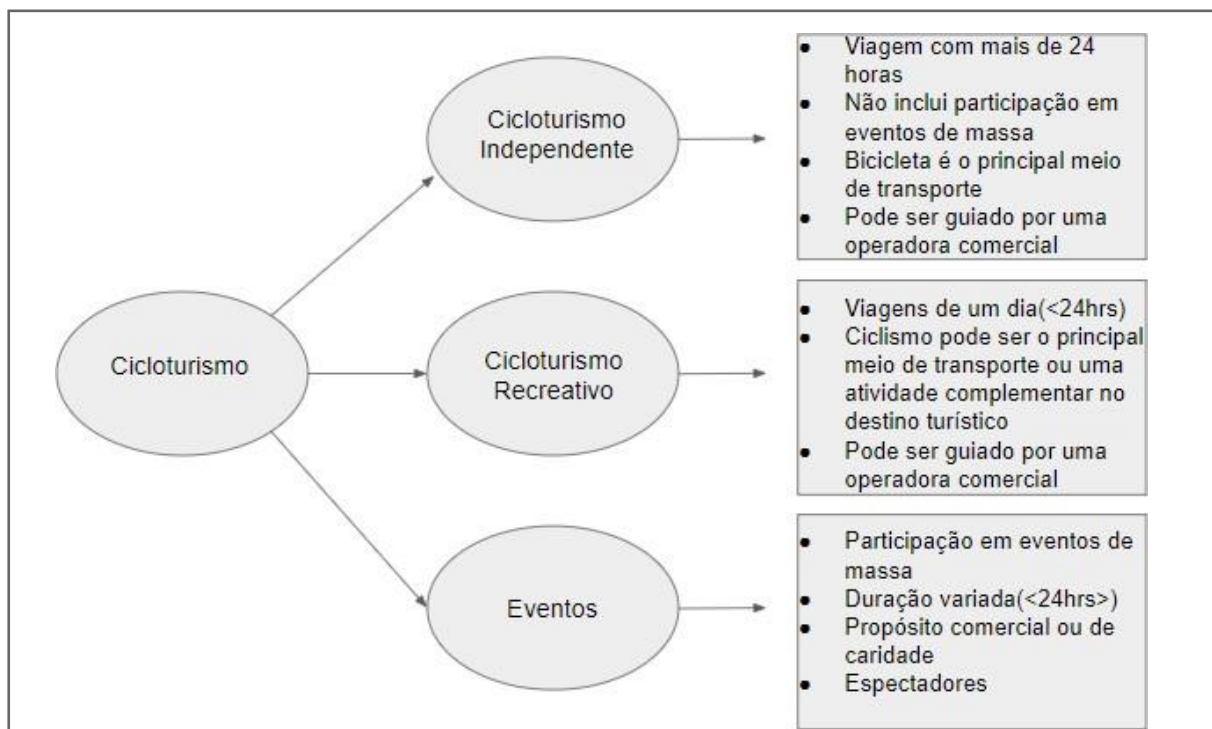 Cicloturismo
Cicloturismo
Independente
● Viagem com mais de 24
horas
● Não inclui participação em
eventos de massa
● Bicicleta é o principal meio
de transporte
● Pode ser guiado por uma
operadora comercial
Cicloturismo
Recreativo
● Viagens de um dia(<24hrs)
● Ciclismo pode ser o principal
meio de transporte ou uma
atividade complementar no
destino turístico
● Pode ser guiado por uma
operadora comercial
Eventos
● Participação em eventos de
massa
● Duração variada(<24hrs>)
● Propósito comercial ou de
caridade
● Espectadores